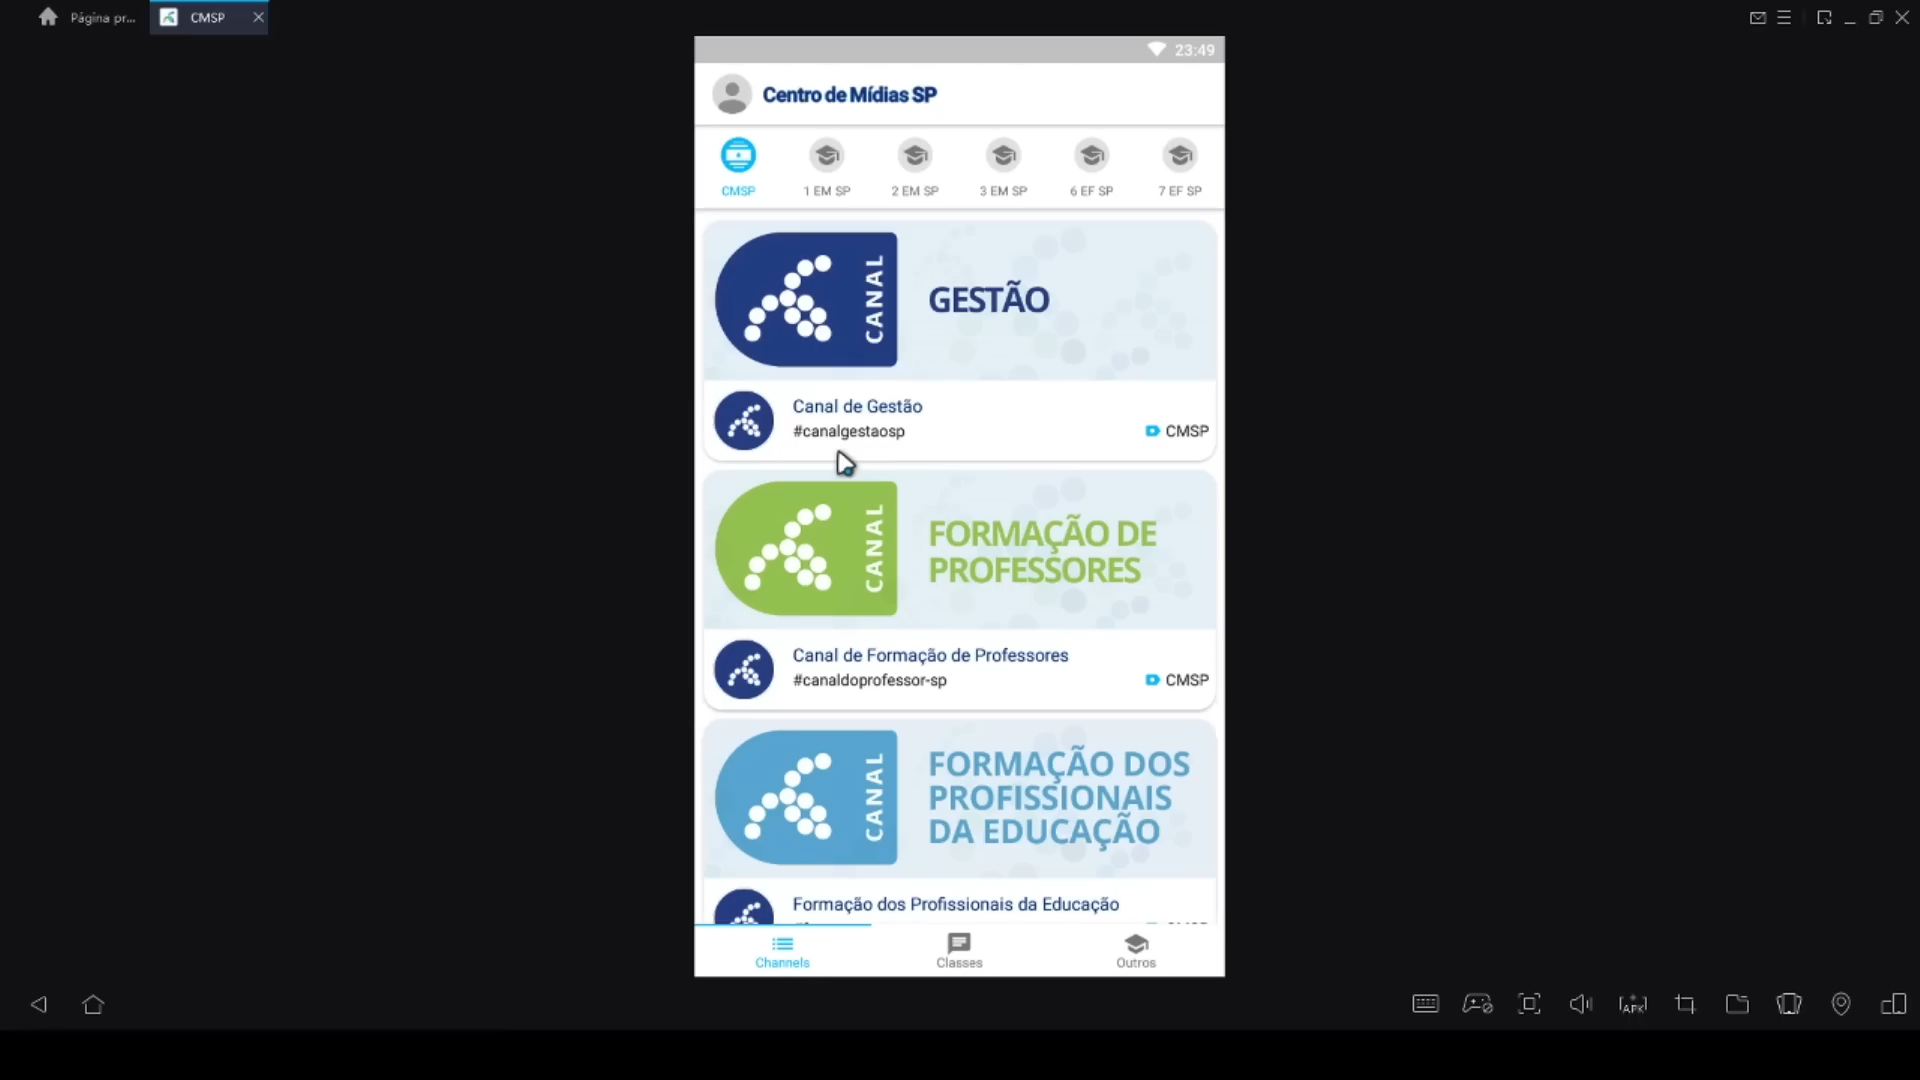 Página pr...
CMSP
23:49
Centro de Mídias SP
CMSP
1 EM SP
2 EM SP
3 EM SP
6 EF SP
7 EF SP
CANAL
GESTÃO
Canal de Gestão
#canalgestaosp
CMSP
CANAL
FORMAÇÃO DE
PROFESSORES
Canal de Formação de Professores
#canaldoprofessor-sp
CMSP
CANAL
FORMAÇÃO DOS
PROFISSIONAIS
DA EDUCAÇÃO
Formação dos Profissionais da Educação
Channels
Classes
Outros
APK